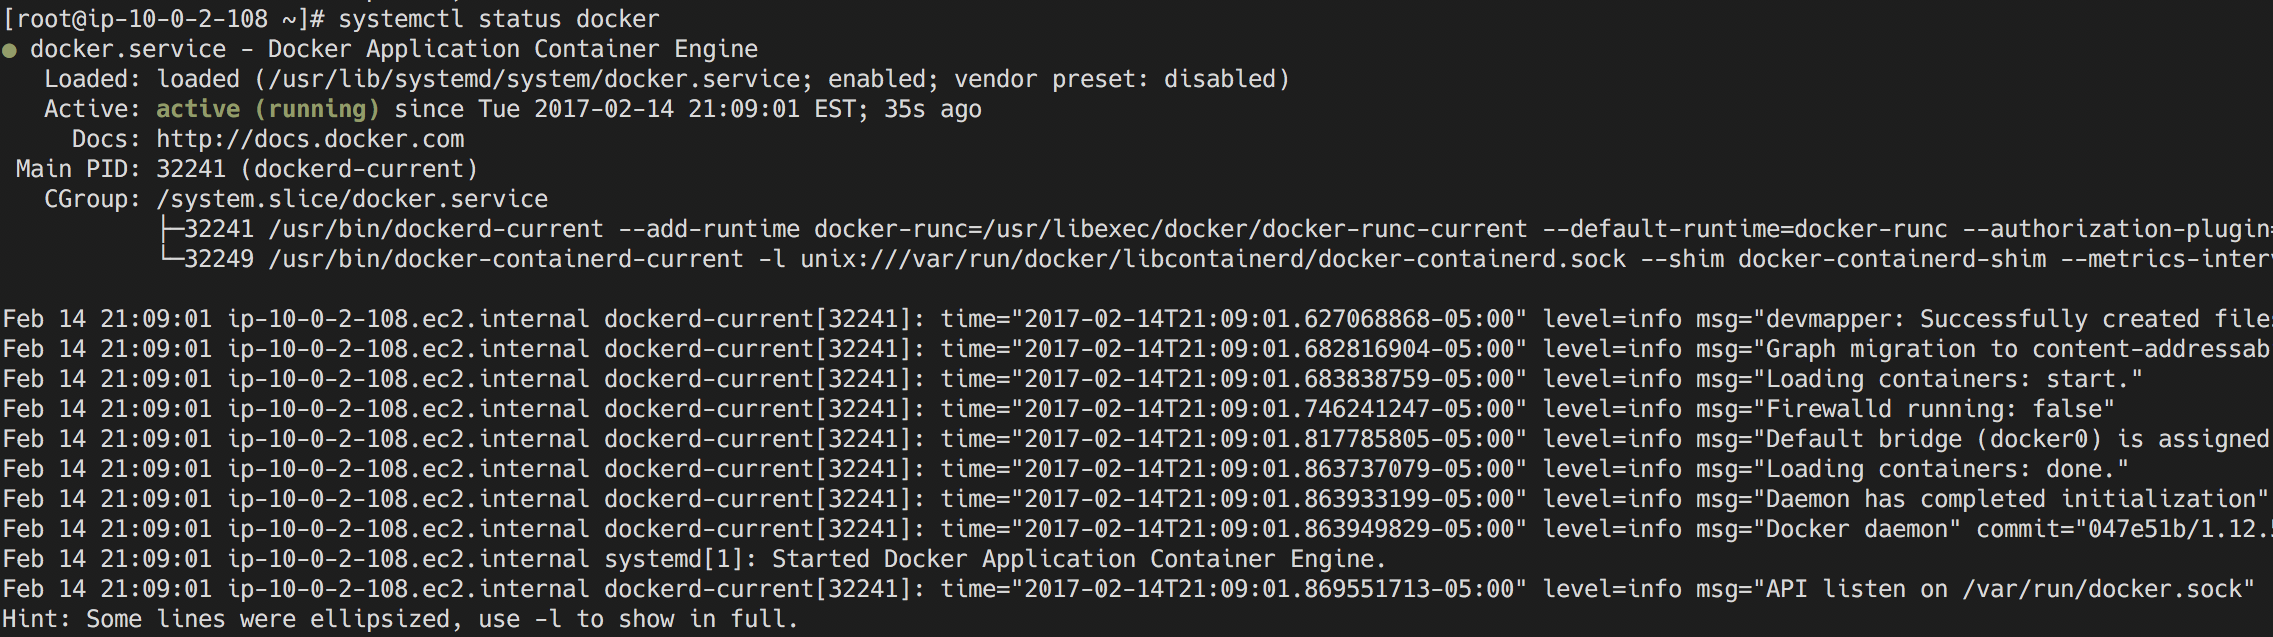 [root@ip-10-0-2-108 ~]# systemctl status docker
● docker.service - Docker Application Container Engine
   Loaded: loaded (/usr/lib/systemd/system/docker.service; enabled; vendor preset: disabled)
   Active: active (running) since Tue 2017-02-14 21:09:01 EST; 35s ago
     Docs: http://docs.docker.com
 Main PID: 32241 (dockerd-current)
   CGroup: /system.slice/docker.service
           ├─32241 /usr/bin/dockerd-current --add-runtime docker-runc=/usr/libexec/docker/docker-runc-current --default-runtime=docker-runc --authorization-plugin=
           └─32249 /usr/bin/docker-containerd-current -l unix:///var/run/docker/libcontainerd/docker-containerd.sock --shim docker-containerd-shim --metrics-inter
Feb 14 21:09:01 ip-10-0-2-108.ec2.internal dockerd-current[32241]: time="2017-02-14T21:09:01.627068868-05:00" level=info msg="devmapper: Successfully created files
Feb 14 21:09:01 ip-10-0-2-108.ec2.internal dockerd-current[32241]: time="2017-02-14T21:09:01.682816904-05:00" level=info msg="Graph migration to content-addressab
Feb 14 21:09:01 ip-10-0-2-108.ec2.internal dockerd-current[32241]: time="2017-02-14T21:09:01.683838759-05:00" level=info msg="Loading containers: start."
Feb 14 21:09:01 ip-10-0-2-108.ec2.internal dockerd-current[32241]: time="2017-02-14T21:09:01.746241247-05:00" level=info msg="Firewalld running: false"
Feb 14 21:09:01 ip-10-0-2-108.ec2.internal dockerd-current[32241]: time="2017-02-14T21:09:01.817785805-05:00" level=info msg="Default bridge (docker0) is assigned
Feb 14 21:09:01 ip-10-0-2-108.ec2.internal dockerd-current[32241]: time="2017-02-14T21:09:01.863737079-05:00" level=info msg="Loading containers: done."
Feb 14 21:09:01 ip-10-0-2-108.ec2.internal dockerd-current[32241]: time="2017-02-14T21:09:01.863933199-05:00" level=info msg="Daemon has completed initialization"
Feb 14 21:09:01 ip-10-0-2-108.ec2.internal dockerd-current[32241]: time="2017-02-14T21:09:01.863949829-05:00" level=info msg="Docker daemon" commit="047e51b/1.12.5
Feb 14 21:09:01 ip-10-0-2-108.ec2.internal systemd[1]: Started Docker Application Container Engine.
Feb 14 21:09:01 ip-10-0-2-108.ec2.internal dockerd-current[32241]: time="2017-02-14T21:09:01.869551713-05:00" level=info msg="API listen on /var/run/docker.sock"
Hint: Some lines were ellipsized, use -l to show in full.